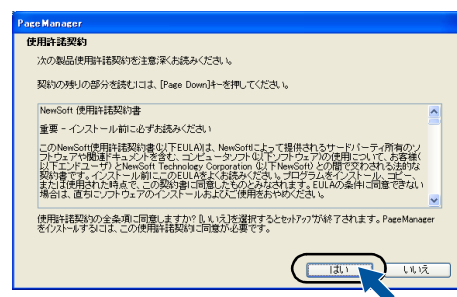 PageManager
使用許諾契約
次の製品使用許諾契約を注意深くお読みください。
契約の残りの部分を読むには、[Page Down]キーを押してください。
NewSoft 使用許諾契約書
重要 - インストール前に必ずお読みください
このNewSoft使用許諾契約書(以下EULA)は、NewSoftによって提供されるサードパーティ所有のソ
フトウェアや関連ドキュメントを含む、コンピュータソフト(以下ソフトウェア)の使用について、お客様(
以下エンドユーザ)とNewSoft Technology Corporation (以下NewSoft)との間で交わされる法的な
契約書です。インストール前にこのEULAをよくお読みください。プログラムをインストール、コピー、
または使用された時点で、この契約書に同意したものとみなされます。EULAの条件に同意できない
場合は、直ちにソフトウェアのインストールおよびご使用をおやめください。
使用許諾契約の全条項に同意しますか? [いいえ]を選択するとセットアップが終了されます。PageManager
をインストールするには、この使用許諾契約に同意が必要です。
はい
いいえ